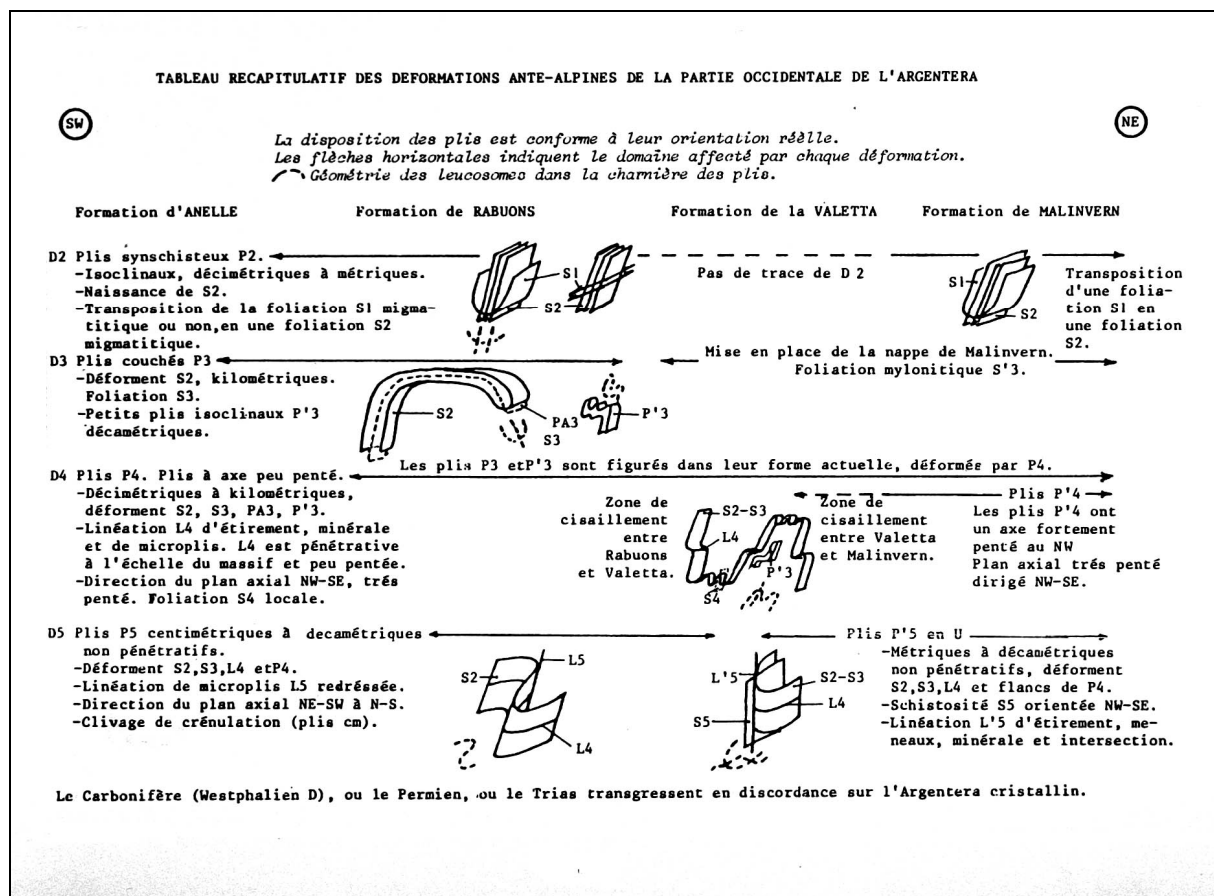 TABLEAU RECAPITULATIF DES DEFORMATIONS ANTE-ALPINES DE LA PARTIE OCCIDENTALE DE L'ARGENTERA
SW
NE
La disposition des plis est conforme à leur orientation réèlle.
Les flèches horizontales indiquent le domaine affecté par chaque déformation.
Géométrie des leucosomes dans la charnière des plis.
Formation d'ANELLE
Formation de RABUONS
Formation de la VALETTA
Formation de MALINVERN
D2 Plis synschisteux P2.
-Isoclinaux, décimétriques à métriques.
-Naissance de S2.
-Transposition de la foliation S1 migma-
titique ou non,en une foliation S2
migmatitique.
S1
S2
Pas de trace de D 2
S1
S2
Transposition
d'une folia-
tion S1 en
une foliation
S2.
D3 Plis couchés P3
-Déforment S2, kilométriques.
Foliation S3.
-Petits plis isoclinaux P'3
décamétriques.
S2
PA3
S3
P'3
Mise en place de la nappe de Malinvern.
Foliation mylonitique S'3.
Les plis P3 etP'3 sont figurés dans leur forme actuelle, déformés par P4.
D4 Plis P4. Plis à axe peu penté.
-Décimétriques à kilométriques,
déforment S2, S3, PA3, P'3.
-Linéation L4 d'étirement, minérale
et de microplis. L4 est pénétrative
à l'échelle du massif et peu pentée.
-Direction du plan axial NW-SE, trés
penté. Foliation S4 locale.
Zone de
cisaillement
entre
Rabuons
et Valetta.
S2-S3
L4
S4
P'3
Zone de
cisaillement
entre Valetta
et Malinvern.
Plis P'4
Les plis P'4 ont
un axe fortement
penté au NW
Plan axial trés penté
dirigé NW-SE.
D5 Plis P5 centimétriques à decamétriques
non pénétratifs.
-Déforment S2,S3,L4 etP4.
-Linéation de microplis L5 redréssée.
-Direction du plan axial NE-SW à N-S.
-Clivage de crénulation (plis cm).
S2
L5
L4
L'5
S2-S3
L4
S5
Plis P'5 en U
-Métriques à décamétriques
non pénétratifs, déforment
S2,S3,L4 et flancs de P4.
-Schistosité S5 orientée NW-SE.
-Linéation L'5 d'étirement, me-
neaux, minérale et intersection.
Le Carbonifère (Westphalien D), ou le Permien, ou le Trias transgressent en discordance sur l'Argentera cristallin.